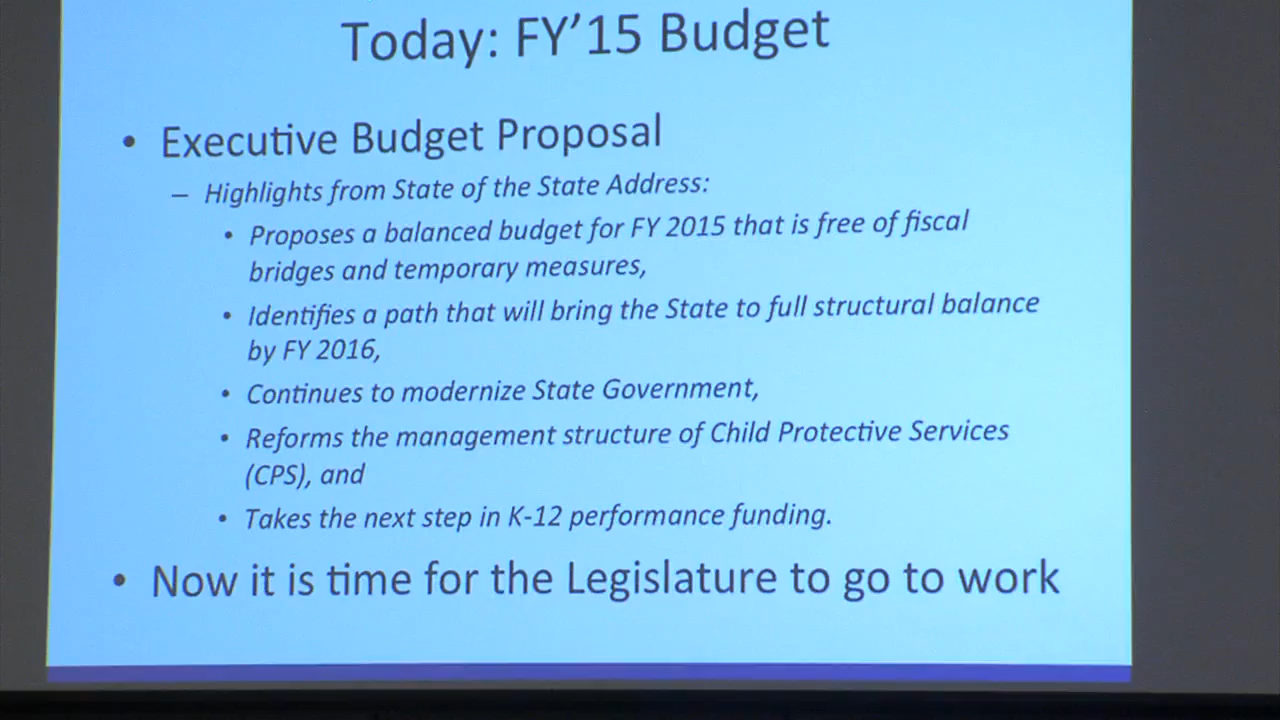 Today: FY'15 Budget
• Executive Budget Proposal
– Highlights from State of the State Address:
• Proposes a balanced budget for FY 2015 that is free of fiscal
bridges and temporary measures,
• Identifies a path that will bring the State to full structural balance
by FY 2016,
• Continues to modernize State Government,
• Reforms the management structure of Child Protective Services
(CPS), and
• Takes the next step in K-12 performance funding.
• Now it is time for the Legislature to go to work